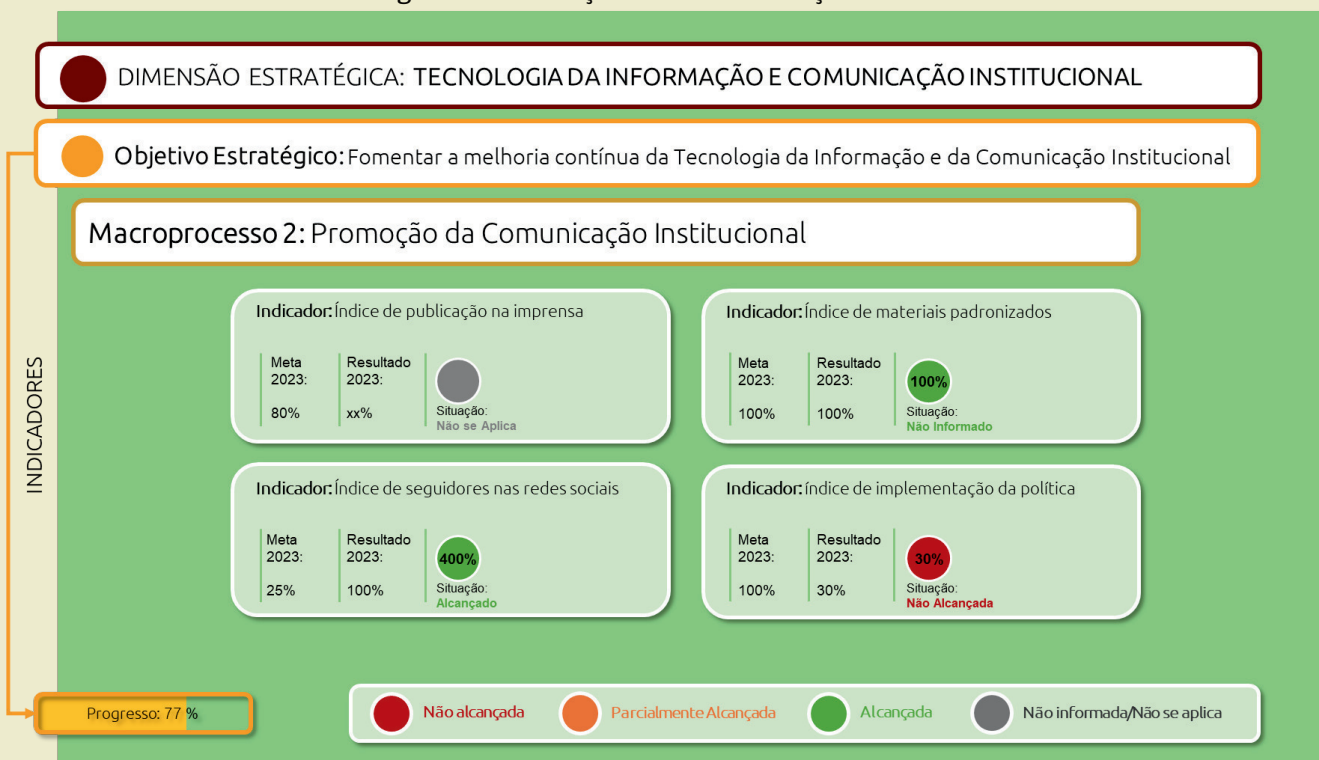 DIMENSÃO ESTRATÉGICA: TECNOLOGIA DA INFORMAÇÃO E COMUNICAÇÃO INSTITUCIONAL
Objetivo Estratégico: Fomentar a melhoria contínua da Tecnologia da Informação e da Comunicação Institucional
Macroprocesso 2: Promoção da Comunicação Institucional
INDICADORES
Indicador: Índice de publicação na imprensa
Meta 2023:
80%
Resultado 2023:
xx%
Situação:
Não se Aplica
Indicador: Índice de materiais padronizados
Meta 2023:
100%
Resultado 2023:
100%
100%
Situação:
Não Informado
Indicador: Índice de seguidores nas redes sociais
Meta 2023:
25%
Resultado 2023:
100%
400%
Situação:
Alcançado
Indicador: índice de implementação da política
Meta 2023:
100%
Resultado 2023:
30%
30%
Situação:
Não Alcançada
Progresso: 77 %
Não alcançada
Parcialmente Alcançada
Alcançada
Não informada/Não se aplica